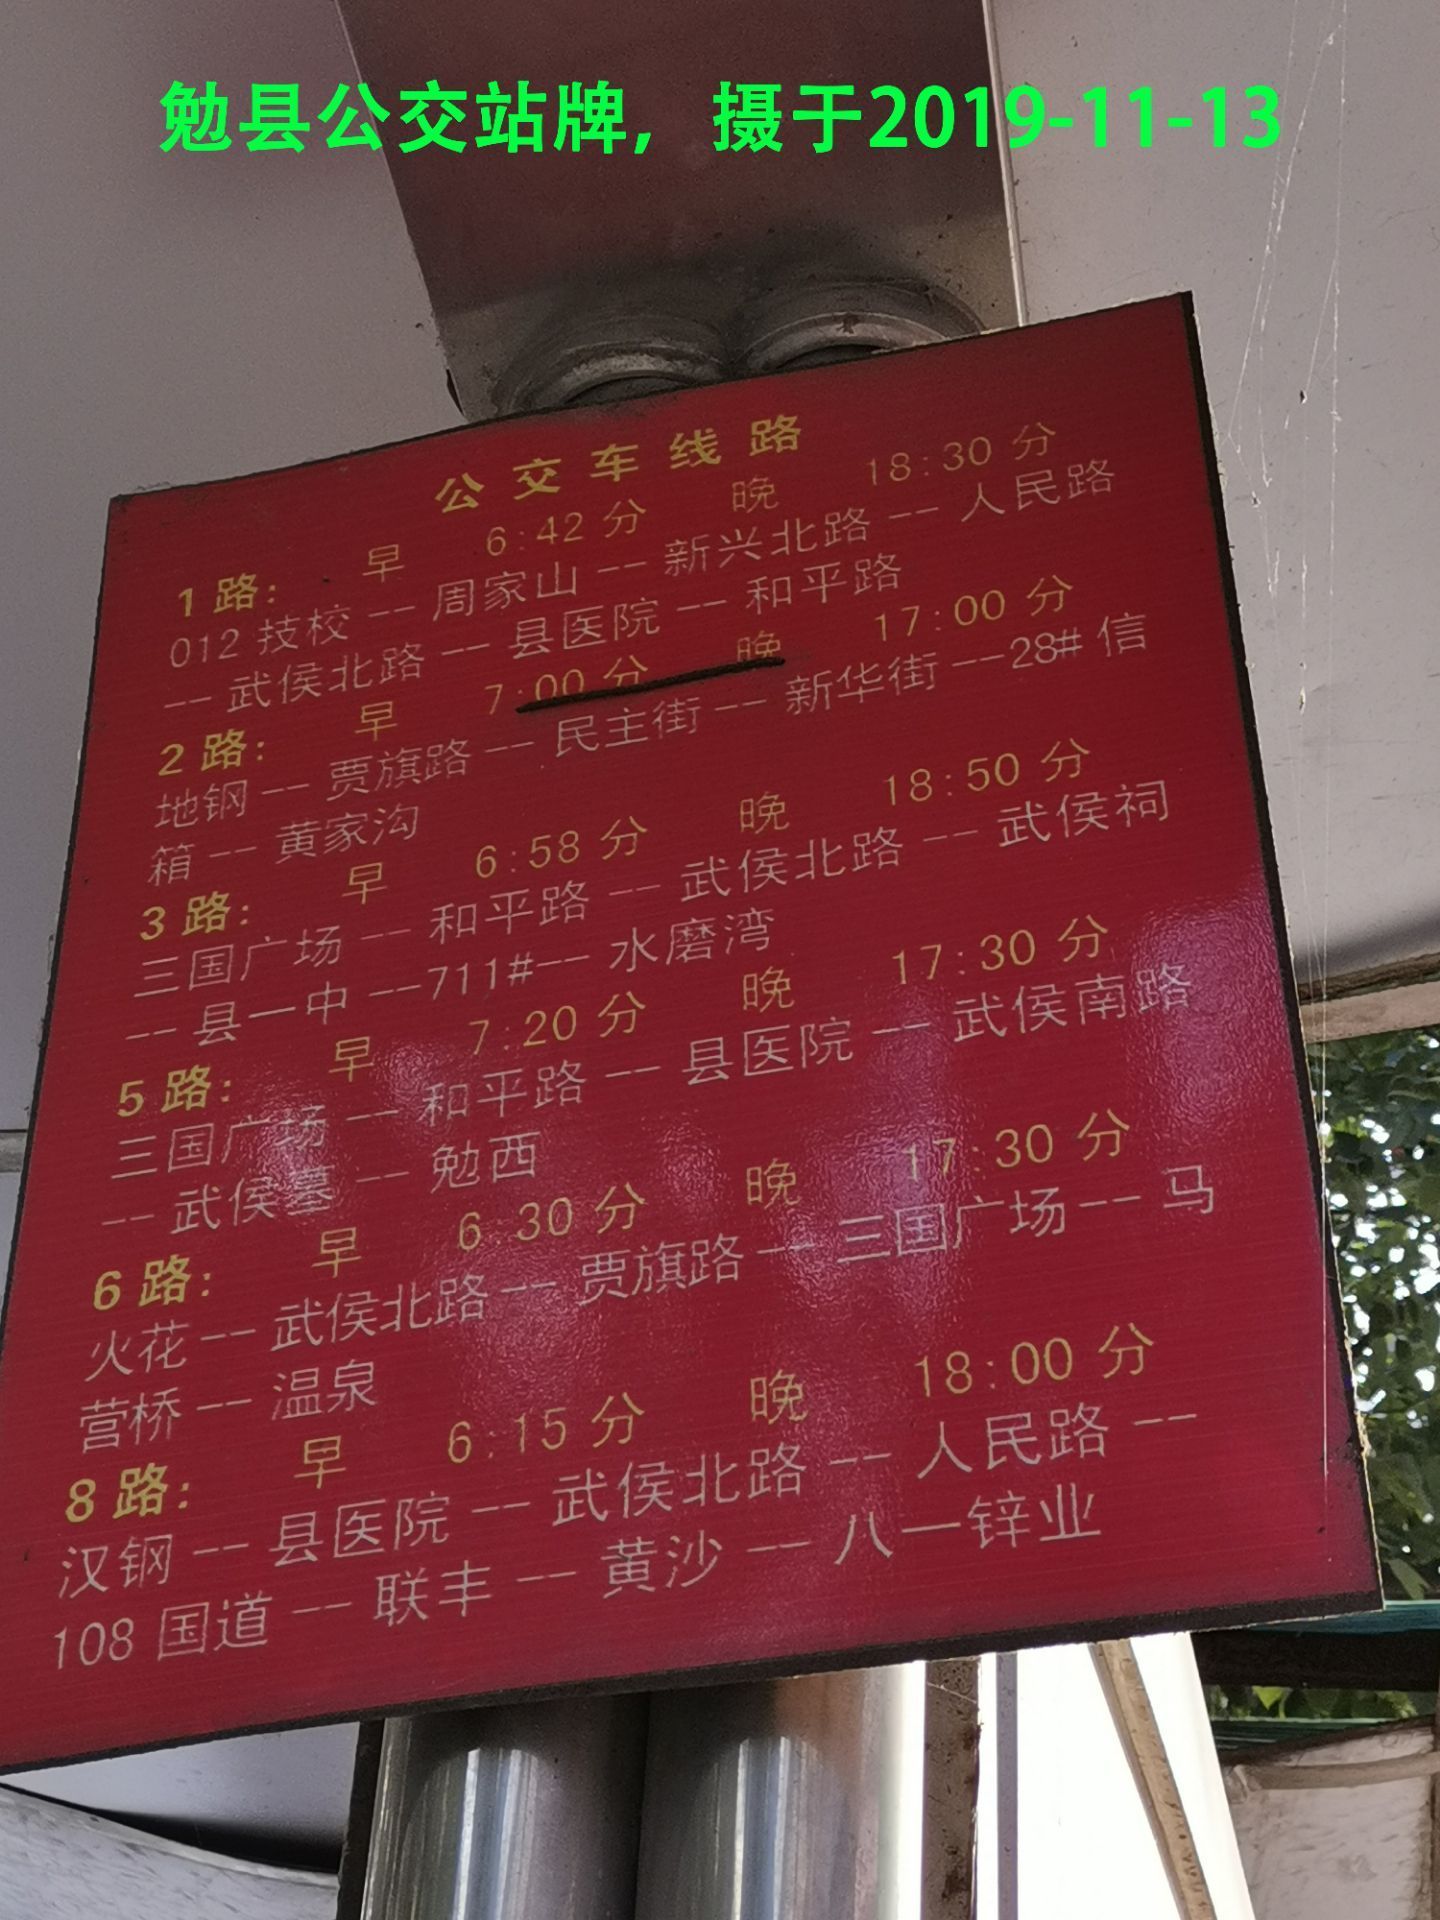 勉县公交站牌，摄于2019-11-13
公交车线路
1路： 早 6:42分 晚 18:30分
012技校--周家山--新兴北路--人民路
--武侯北路--县医院--和平路
2路： 早 7:00分 晚 17:00分
地钢--贾旗路--民主街--新华街--28#信
箱--黄家沟
3路： 早 6:58分 晚 18:50分
三国广场--和平路--武侯北路--武侯祠
--县一中--711#--水磨湾
5路： 早 7:20分 晚 17:30分
三国广场--和平路--县医院--武侯南路
--武侯墓--勉西
6路： 早 6:30分 晚 17:30分
火花--武侯北路--贾旗路--三国广场--马
营桥--温泉
8路： 早 6:15分 晚 18:00分
汉钢--县医院--武侯北路--人民路--
108国道--联丰--黄沙--八一锌业